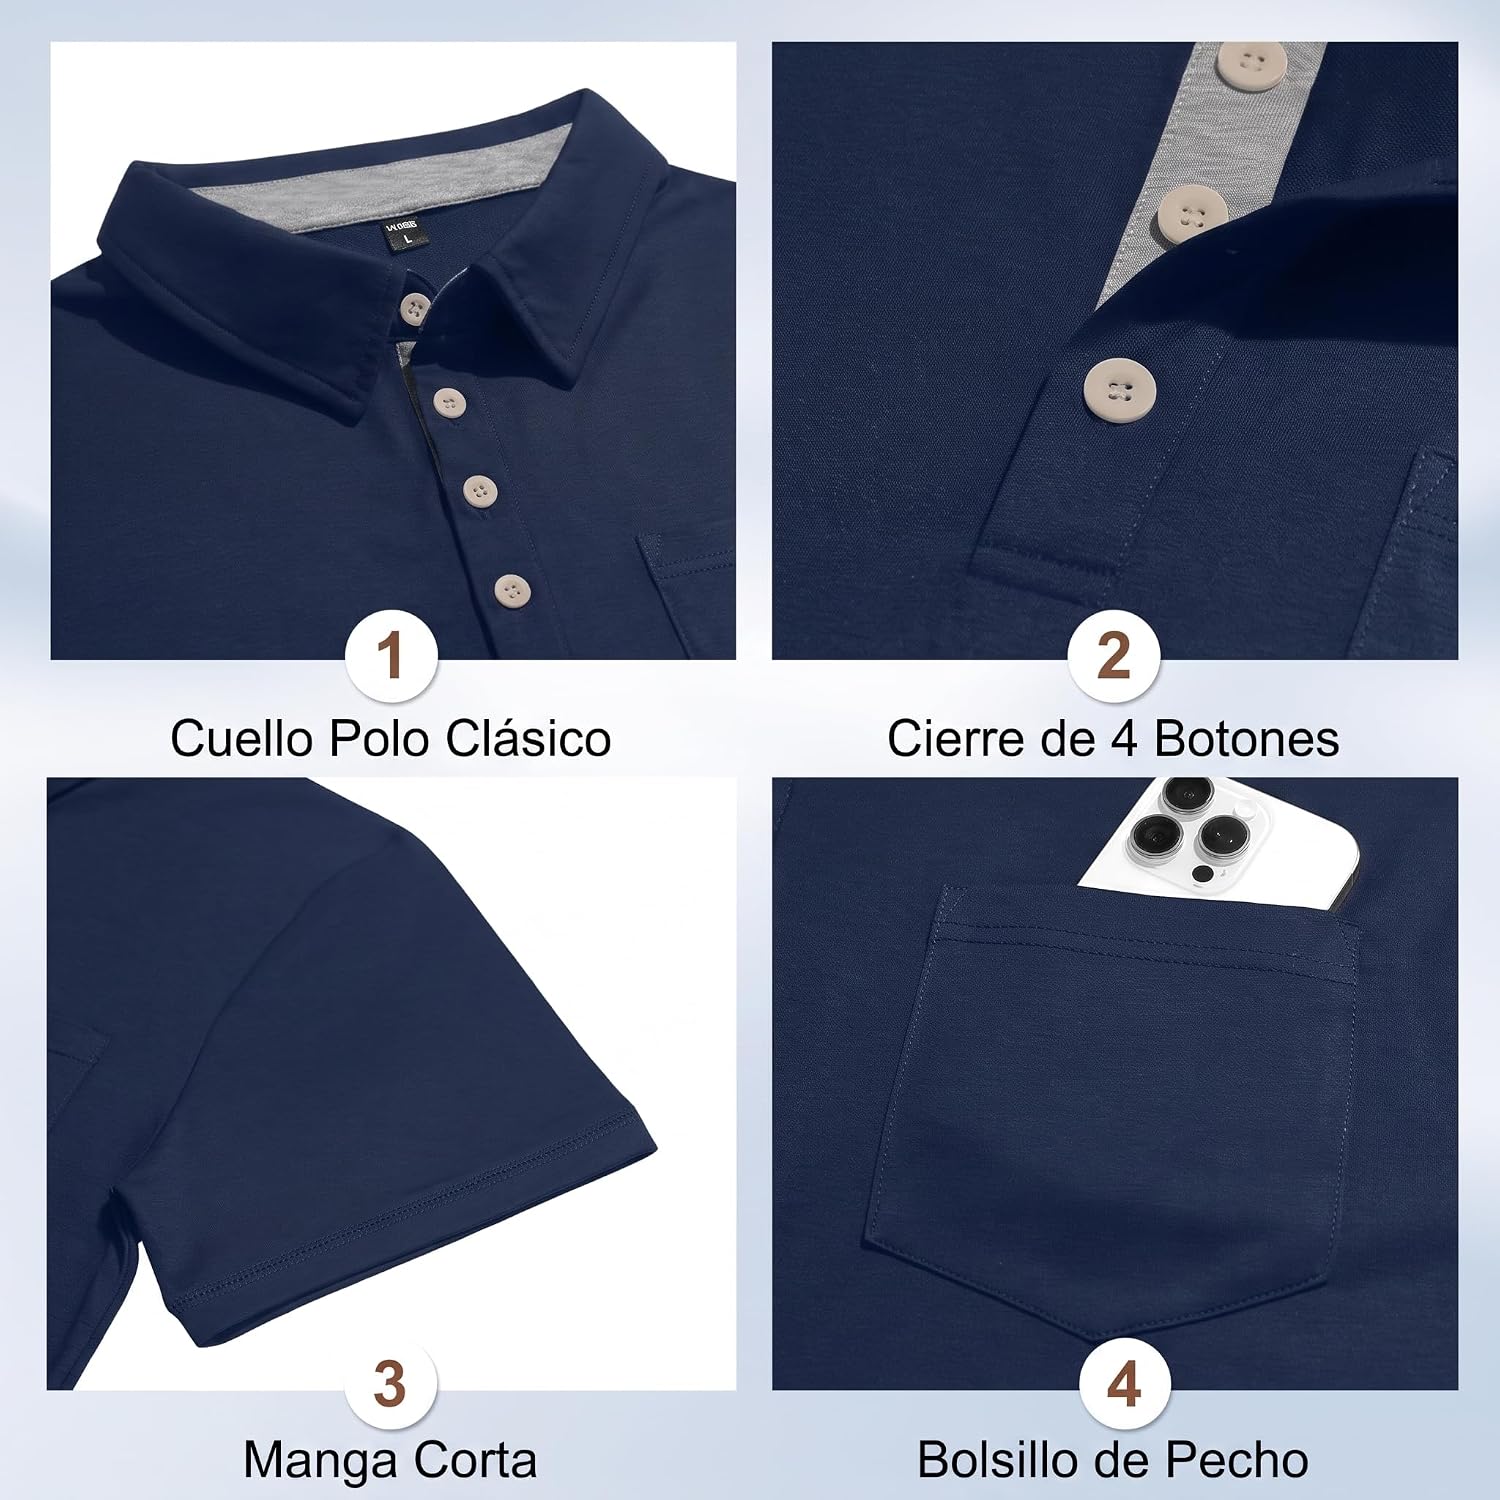 L
1
2
Cuello Polo Clásico
Cierre de 4 Botones
3
4
Manga Corta
Bolsillo de Pecho